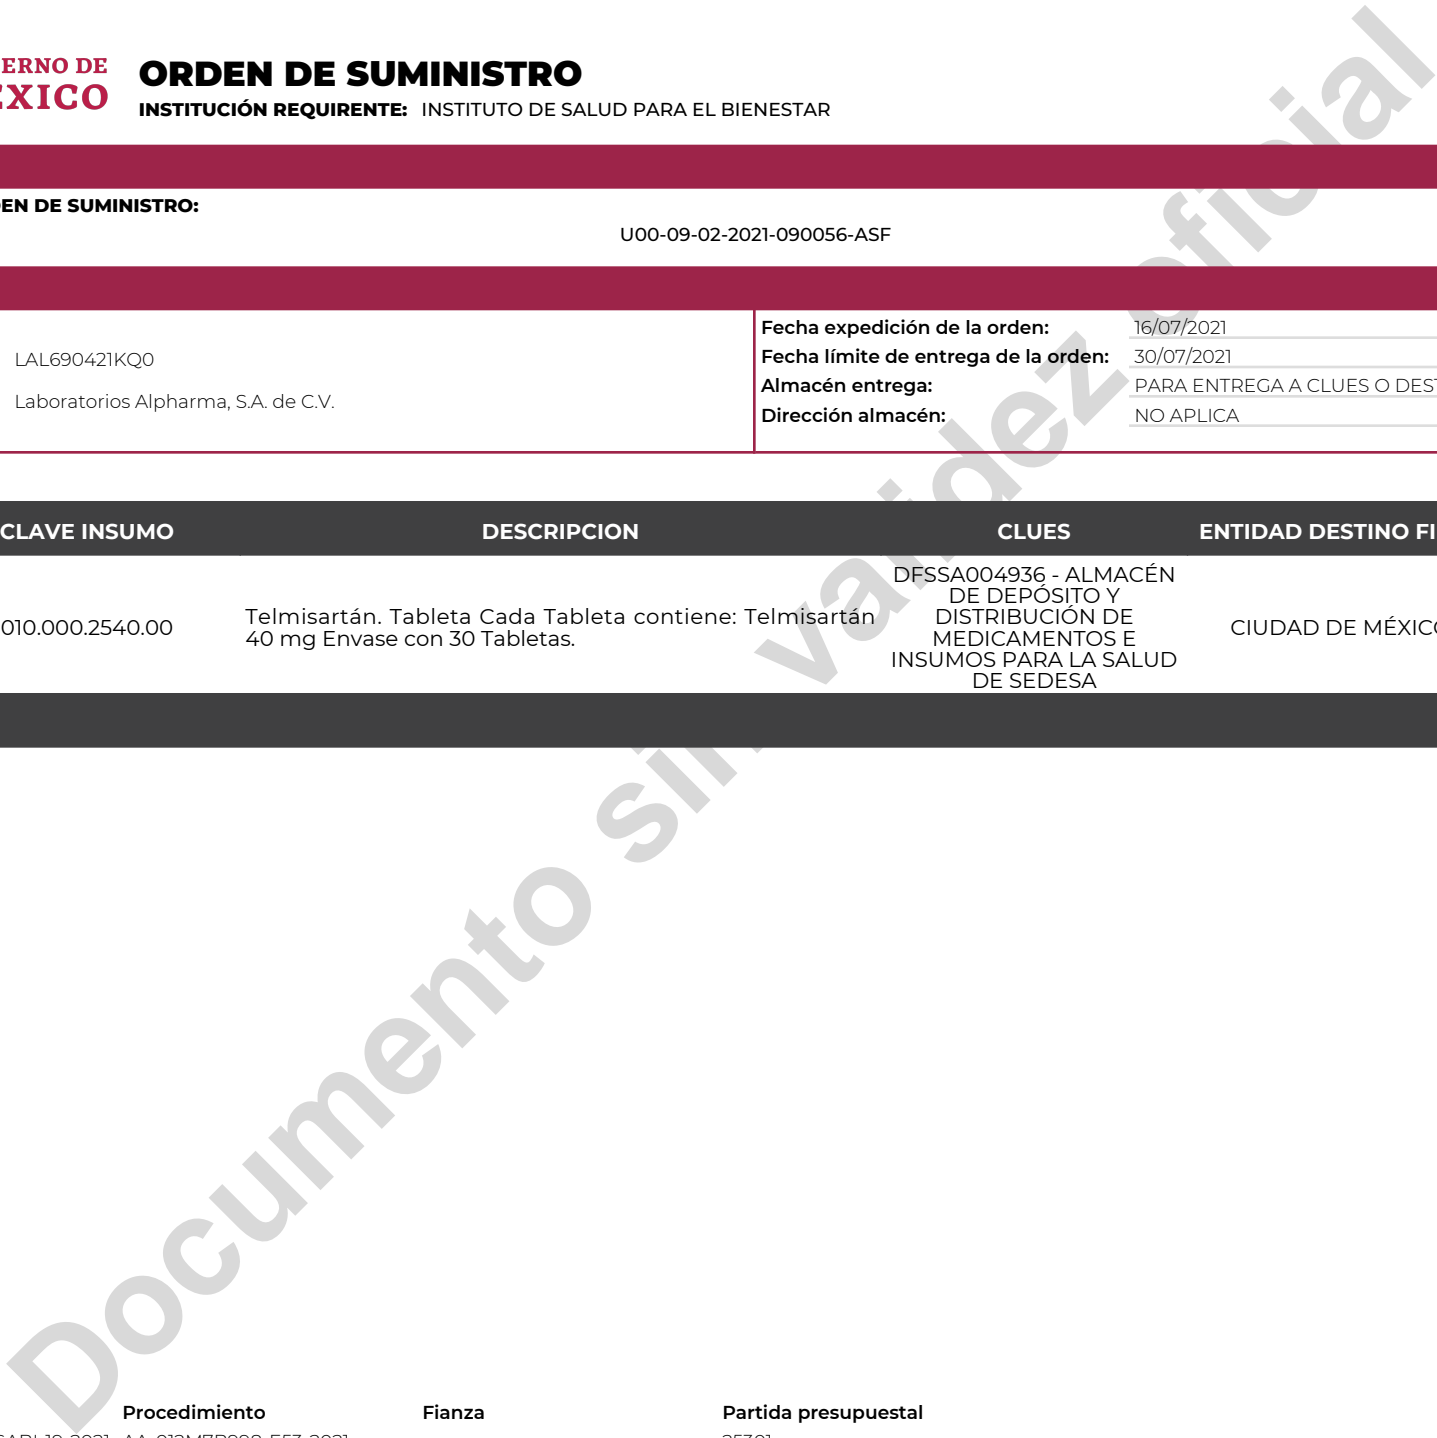 ERNO DE
ÉXICO
ORDEN DE SUMINISTRO
INSTITUCIÓN REQUIRENTE: INSTITUTO DE SALUD PARA EL BIENESTAR
EN DE SUMINISTRO:
U00-09-02-2021-090056-ASF
LAL690421KQ0
Laboratorios Alpharma, S.A. de C.V.
Fecha expedición de la orden: 16/07/2021
Fecha límite de entrega de la orden: 30/07/2021
Almacén entrega: PARA ENTREGA A CLUES O DEST
Dirección almacén: NO APLICA
CLAVE INSUMO DESCRIPCION CLUES ENTIDAD DESTINO FI
010.000.2540.00
Telmisartán. Tableta Cada Tableta contiene: Telmisartán
40 mg Envase con 30 Tabletas.
DFSSA004936 - ALMACÉN
DE DEPÓSITO Y
DISTRIBUCIÓN DE
MEDICAMENTOS E
INSUMOS PARA LA SALUD
DE SEDESA
CIUDAD DE MÉXICO
Documento sin validez oficial
Procedimiento Fianza Partida presupuestal